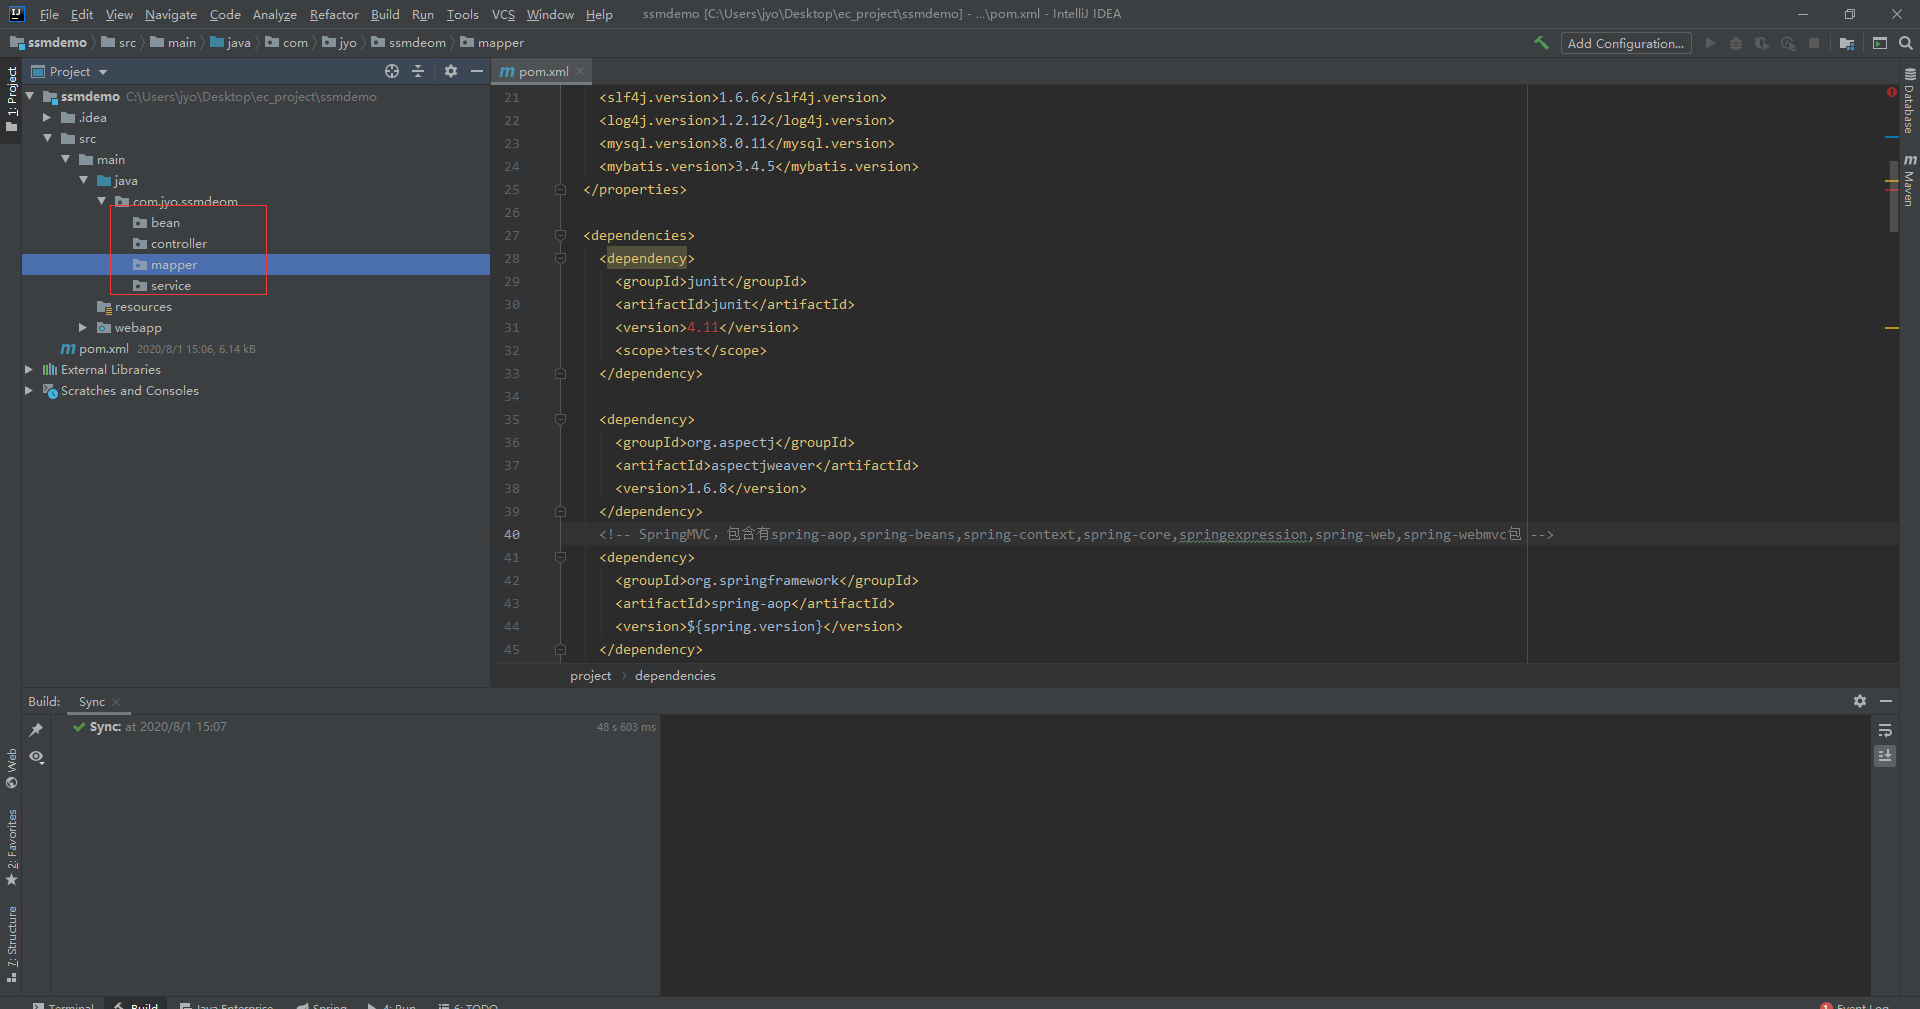 File Edit View Navigate Code Analyze Refactor Build Run Tools VCS Window Help ssmdemo [C:\Users\jyo\Desktop\ec_project\ssmdemo] - ...\pom.xml - IntelliJ IDEA
ssmdemo src main java com jyo ssmdeom mapper Add Configuration...
Project
pom.xml
1: Project
ssmdemo C:\Users\jyo\Desktop\ec_project\ssmdemo
.idea
src
main
java
com.jyo.ssmdeom
bean
controller
mapper
service
resources
webapp
pom.xml 2020/8/1 15:06, 6.14 kB
External Libraries
Scratches and Consoles
21 <slf4j.version>1.6.6</slf4j.version>
22 <log4j.version>1.2.12</log4j.version>
23 <mysql.version>8.0.11</mysql.version>
24 <mybatis.version>3.4.5</mybatis.version>
25 </properties>
26
27 <dependencies>
28 <dependency>
29 <groupId>junit</groupId>
30 <artifactId>junit</artifactId>
31 <version>4.11</version>
32 <scope>test</scope>
33 </dependency>
34
35 <dependency>
36 <groupId>org.aspectj</groupId>
37 <artifactId>aspectjweaver</artifactId>
38 <version>1.6.8</version>
39 </dependency>
40 <!-- SpringMVC，包含有spring-aop,spring-beans,spring-context,spring-core,springexpression,spring-web,spring-webmvc包 -->
41 <dependency>
42 <groupId>org.springframework</groupId>
43 <artifactId>spring-aop</artifactId>
44 <version>${spring.version}</version>
45 </dependency>
project dependencies
Database
Maven
Build: Sync
Sync: at 2020/8/1 15:07 48 s 603 ms
Web
2: Favorites
7: Structure
Terminal Build Java Enterprise Spring 4: Run 6: TODO 1 Event Log